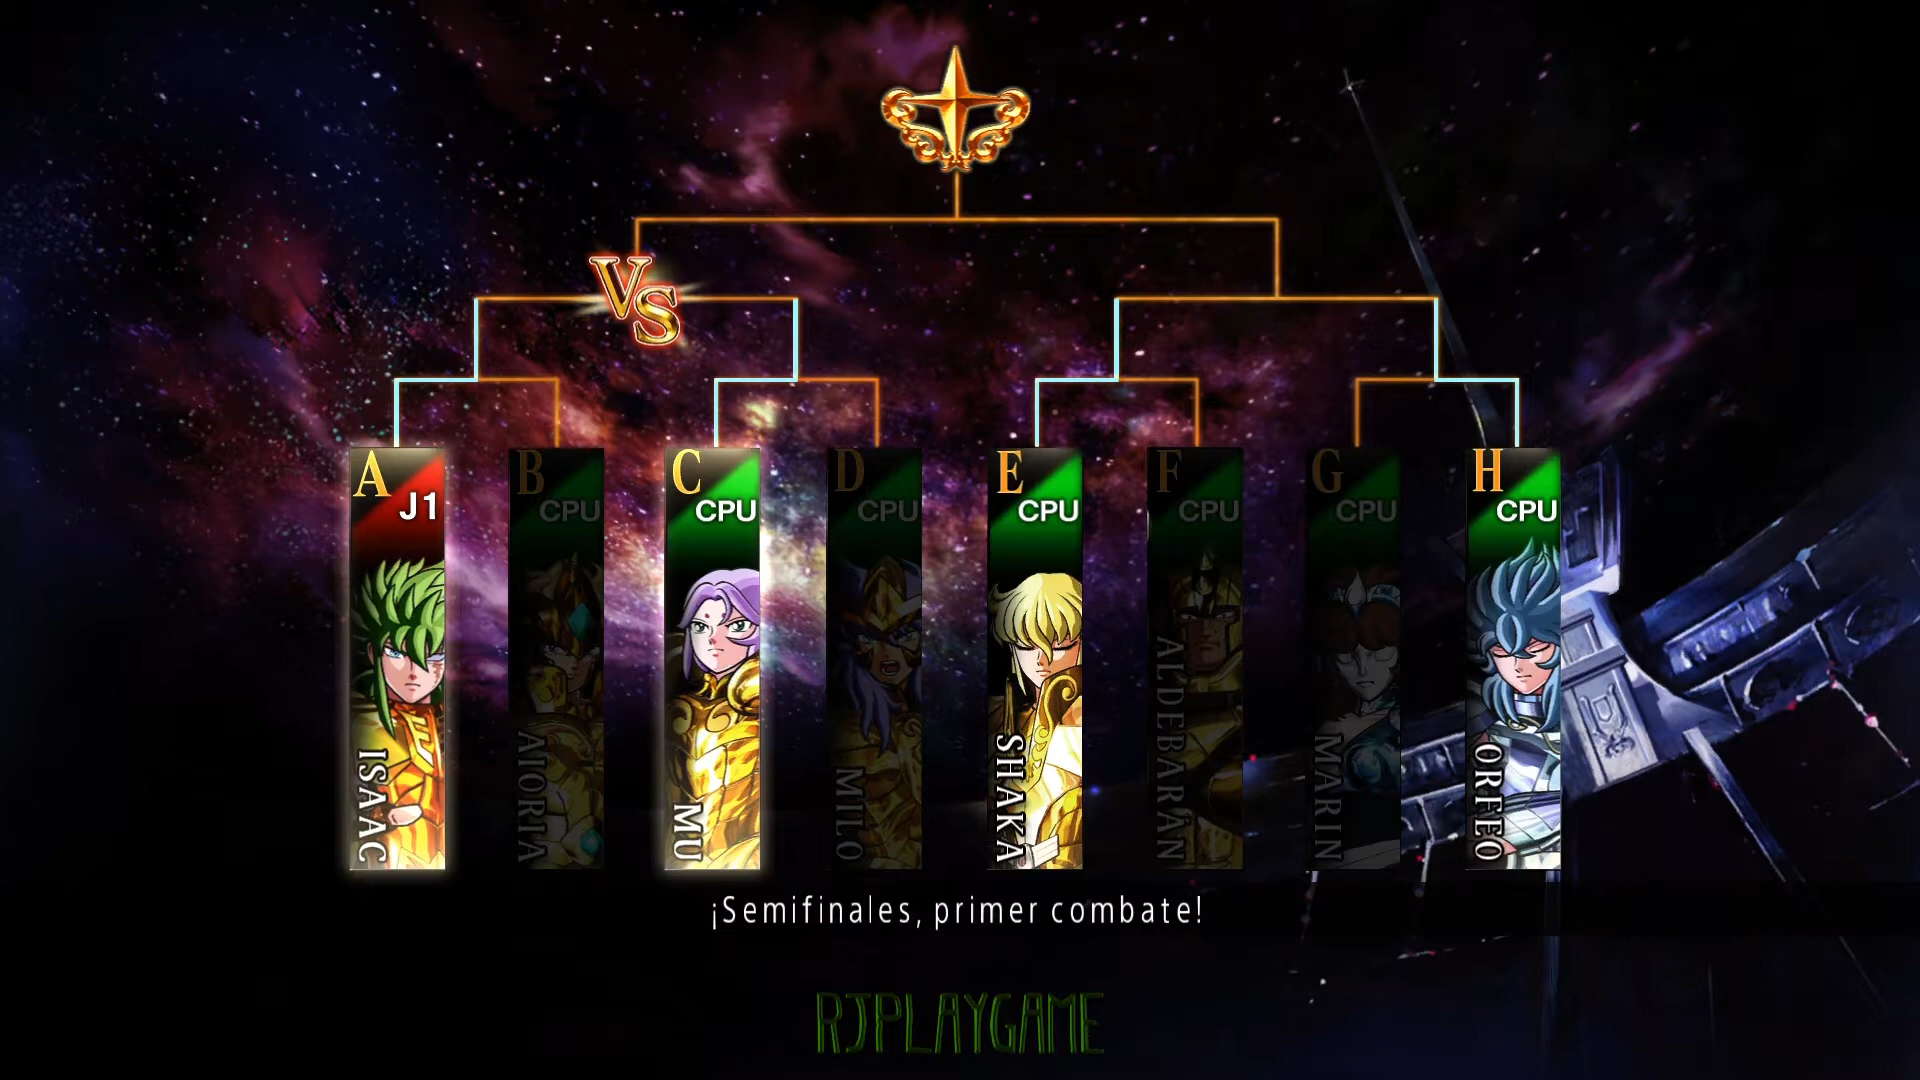 VS
A
J1
ISAAC
B
CPU
AIORIA
C
CPU
MU
D
CPU
MILO
E
CPU
SHAKA
F
CPU
ALDEBARÁN
G
CPU
MARIN
H
CPU
ORFEO
¡Semifinales, primer combate!
RJPLAYGAME